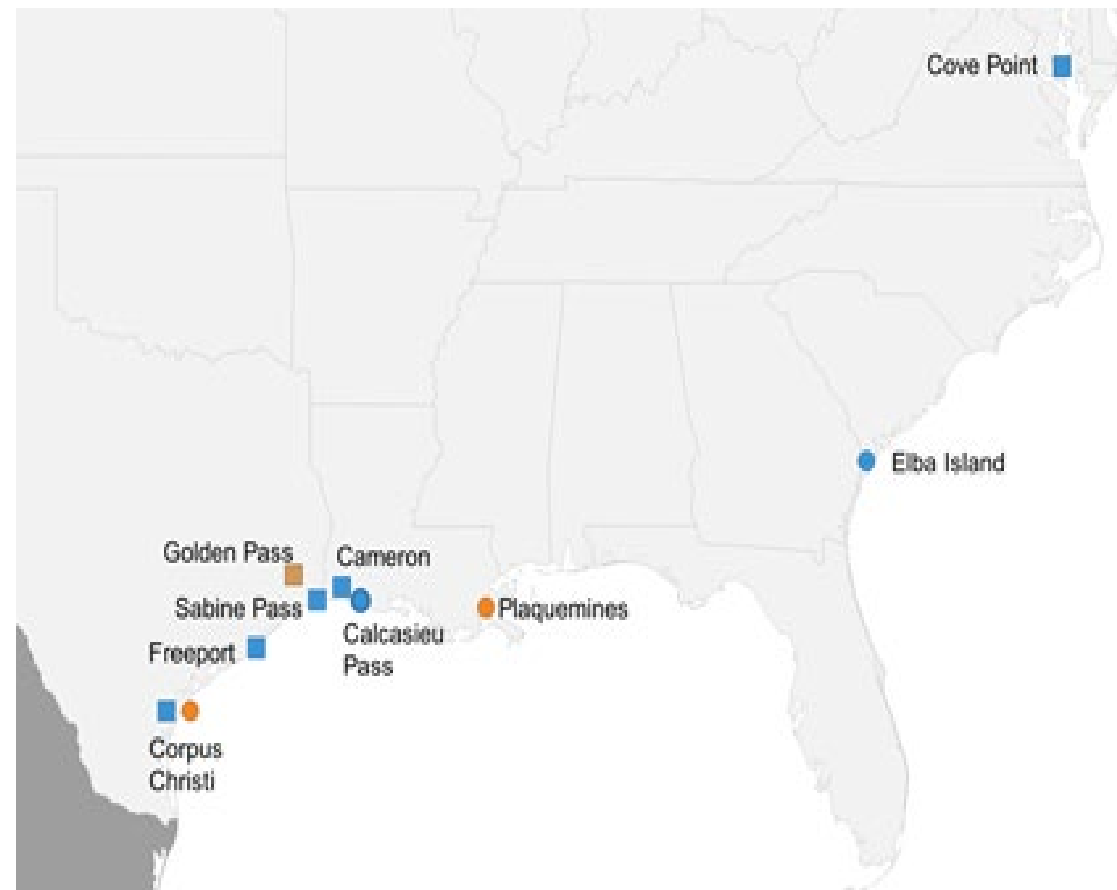 Cove Point
Elba Island
Golden Pass
Cameron
Sabine Pass
Plaquemines
Calcasieu
Pass
Freeport
Corpus
Christi